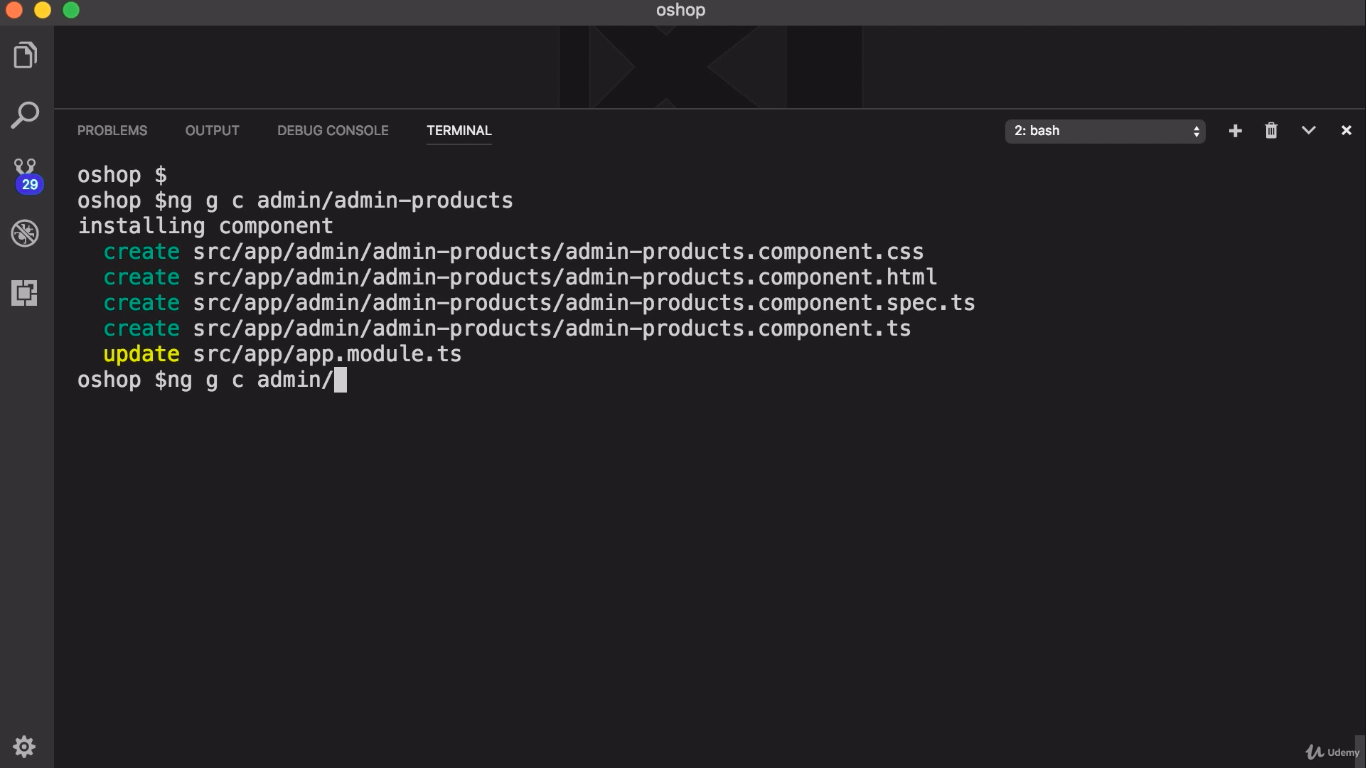 oshop
PROBLEMS OUTPUT DEBUG CONSOLE TERMINAL 2: bash
29
oshop $
oshop $ng g c admin/admin-products
installing component
create src/app/admin/admin-products/admin-products.component.css
create src/app/admin/admin-products/admin-products.component.html
create src/app/admin/admin-products/admin-products.component.spec.ts
create src/app/admin/admin-products/admin-products.component.ts
update src/app/app.module.ts
oshop $ng g c admin/
Udemy